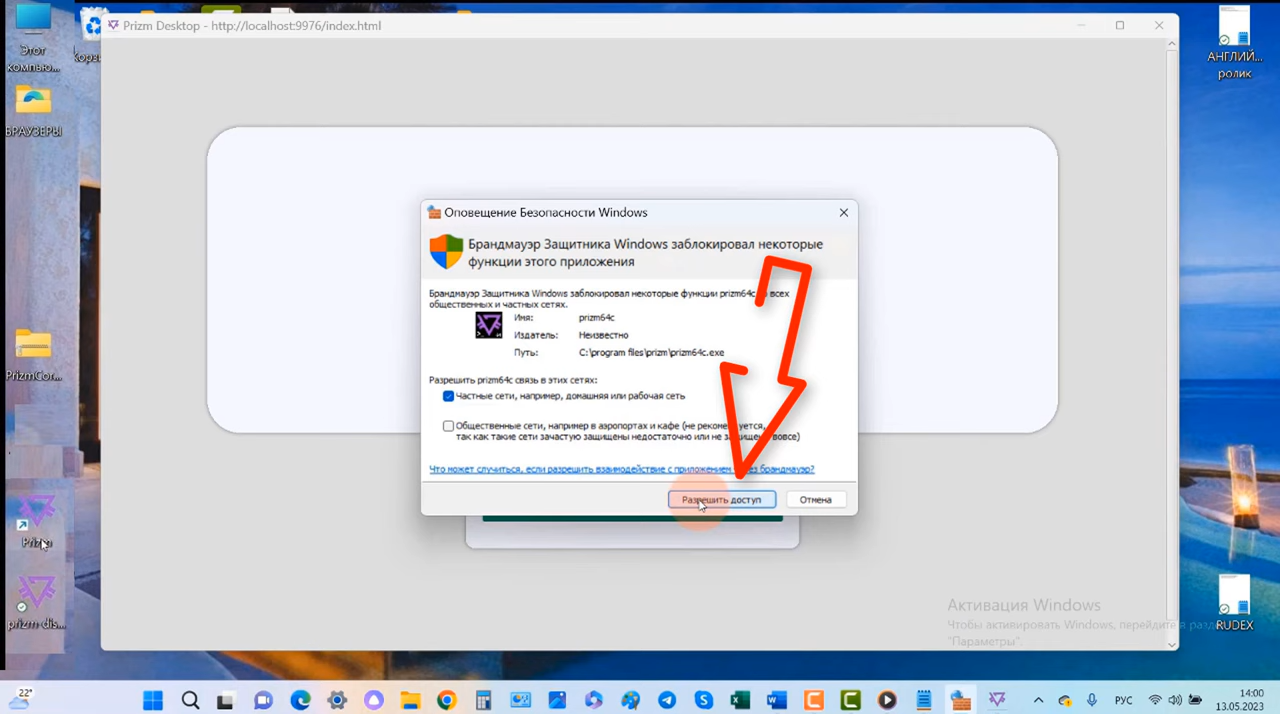 Prizm Desktop - http://localhost:9976/index.html
Этот
компью...
Корз
БРАУЗЕРЫ
PrizmCor...
Prizm
prizm-dis...
АНГЛИЙ...
ролик
RUDEX
Оповещение Безопасности Windows
Брандмауэр Защитника Windows заблокировал некоторые
функции этого приложения
Брандмауэр Защитника Windows заблокировал некоторые функции prizm64c во всех
общественных и частных сетях.
Имя: prizm64c
Издатель: Неизвестно
Путь: C:\program files\prizm\prizm64c.exe
Разрешить prizm64c связь в этих сетях:
Частные сети, например, домашняя или рабочая сеть
Общественные сети, например в аэропортах и кафе (не рекомендуется,
так как такие сети зачастую защищены недостаточно или не защищены вовсе)
Что может случиться, если разрешить взаимодействие с приложением через брандмауэр?
Разрешить доступ
Отмена
Активация Windows
Чтобы активировать Windows, перейдите в разд
"Параметры".
22°
РУС
14:00
13.05.2023